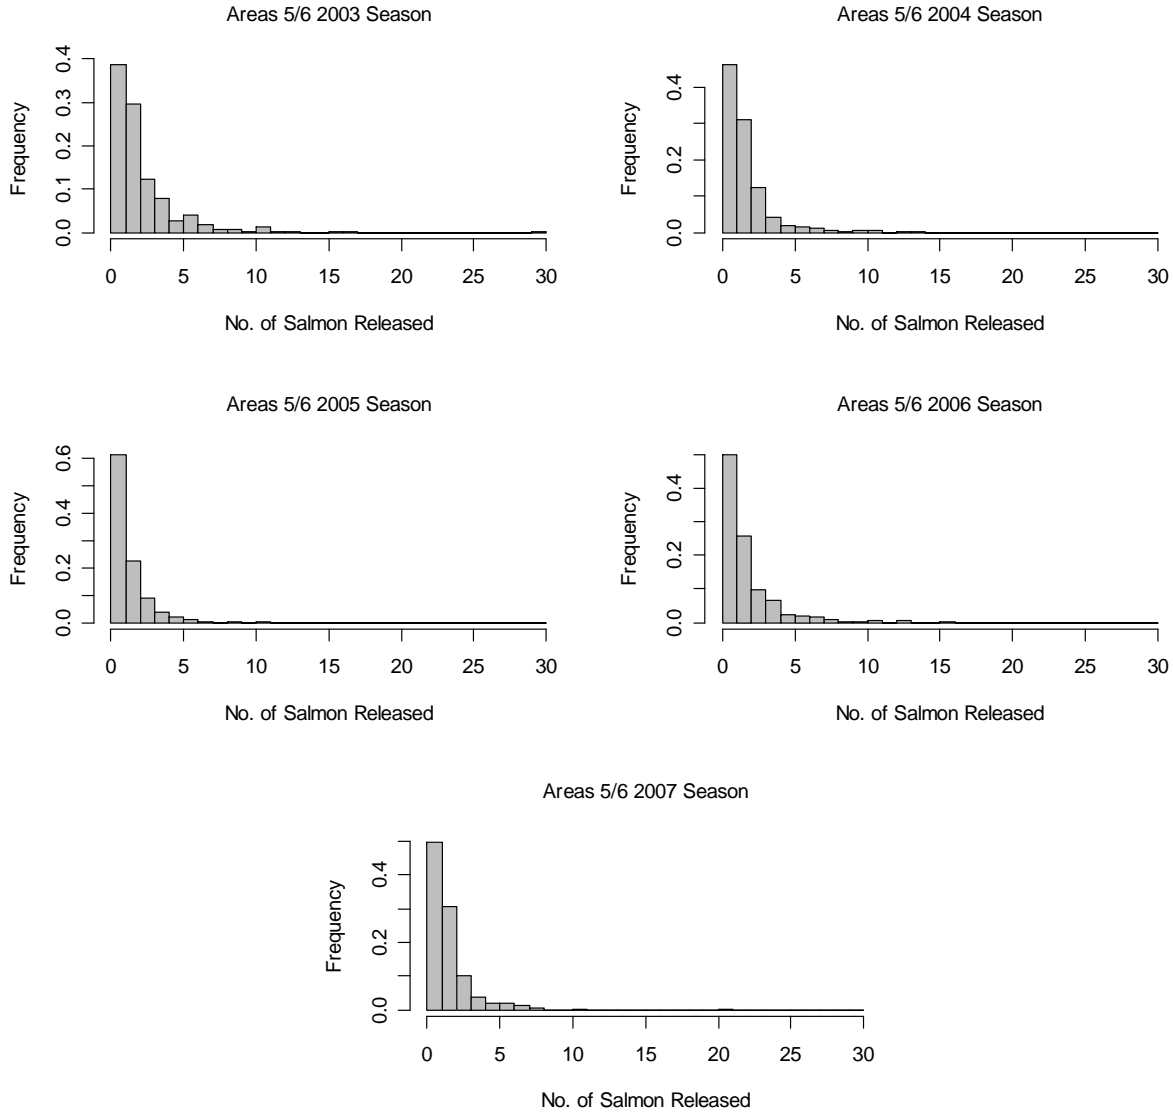 Areas 5/6 2003 Season
Frequency
0.0 0.1 0.2 0.3 0.4
0 5 10 15 20 25 30
No. of Salmon Released
Areas 5/6 2004 Season
Frequency
0.0 0.2 0.4
0 5 10 15 20 25 30
No. of Salmon Released
Areas 5/6 2005 Season
Frequency
0.0 0.2 0.4 0.6
0 5 10 15 20 25 30
No. of Salmon Released
Areas 5/6 2006 Season
Frequency
0.0 0.2 0.4
0 5 10 15 20 25 30
No. of Salmon Released
Areas 5/6 2007 Season
Frequency
0.0 0.2 0.4
0 5 10 15 20 25 30
No. of Salmon Released